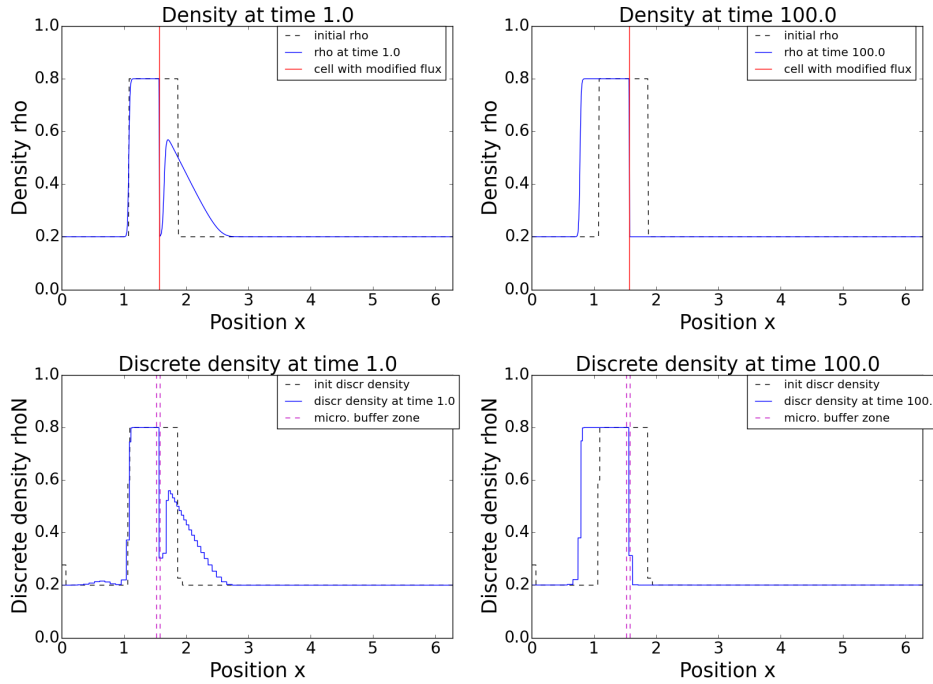 Density at time 1.0
1.0
0.8
0.6
0.4
0.2
0.0
Density rho
initial rho
rho at time 1.0
cell with modified flux
0 1 2 3 4 5 6
Position x
Density at time 100.0
1.0
0.8
0.6
0.4
0.2
0.0
Density rho
initial rho
rho at time 100.0
cell with modified flux
0 1 2 3 4 5 6
Position x
Discrete density at time 1.0
1.0
0.8
0.6
0.4
0.2
0.0
Discrete density rhoN
init discr density
discr density at time 1.0
micro. buffer zone
0 1 2 3 4 5 6
Position x
Discrete density at time 100.0
1.0
0.8
0.6
0.4
0.2
0.0
Discrete density rhoN
init discr density
discr density at time 100.
micro. buffer zone
0 1 2 3 4 5 6
Position x